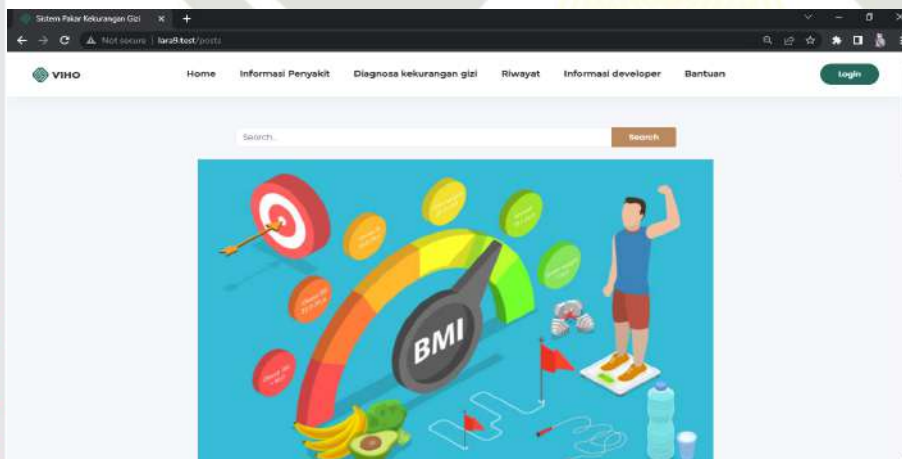 Sistem Pakar Kekurangan Gizi
Not secure | lara9.test/posts
VIHO
Home
Informasi Penyakit
Diagnosa kekurangan gizi
Riwayat
Informasi developer
Bantuan
Login
Search..
Search
BMI